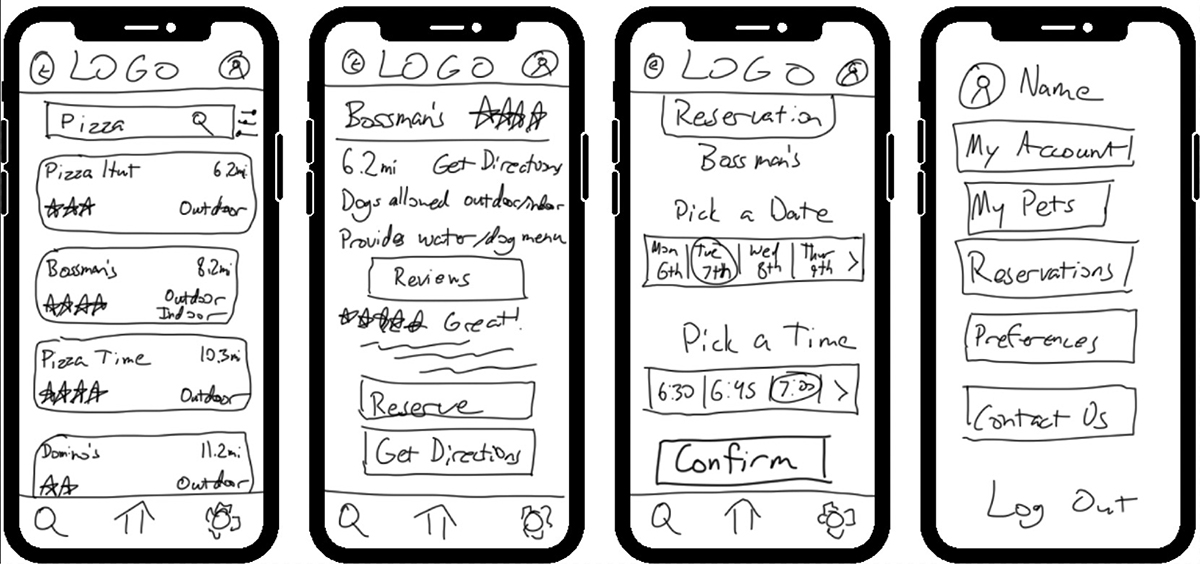 LOGO
Pizza
Pizza Hut 6.2mi
Outdoor
Bossman's 8.2mi
Outdoor
Indoor
Pizza Time 10.3mi
Outdoor
Domino's 11.2mi
Outdoor
LOGO
Bossman's
6.2mi Get Directions
Dogs allowed outdoor/indoor
Provides water/dog menu
Reviews
Great!
Reserve
Get Directions
LOGO
Reservation
Bossman's
Pick a Date
Mon Tue Wed Thur
6th 7th 8th 9th >
Pick a Time
6:30 6:45 7:00 >
Confirm
Name
My Account
My Pets
Reservations
Preferences
Contact Us
Log Out